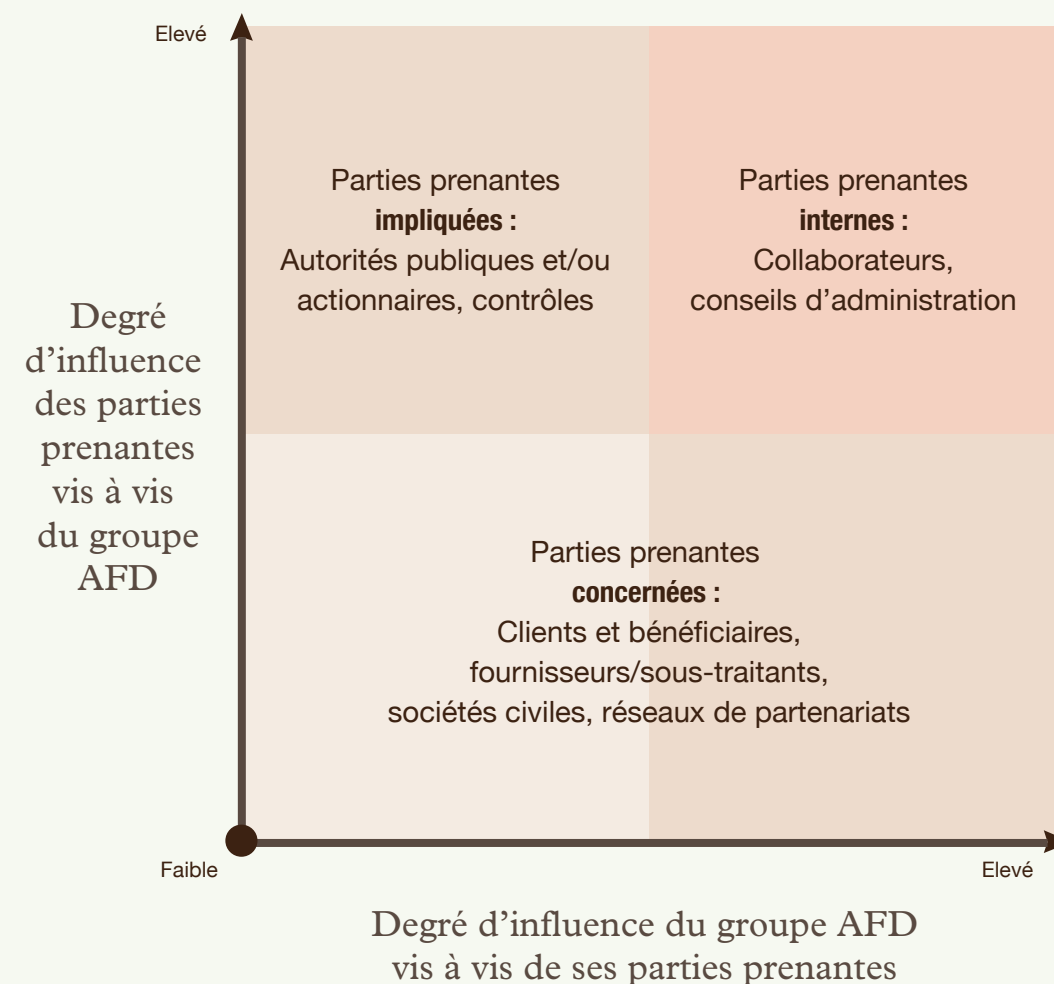 Elevé
Parties prenantes
impliquées :
Autorités publiques et/ou
actionnaires, contrôles
Parties prenantes
internes :
Collaborateurs,
conseils d’administration
Degré
d’influence
des parties
prenantes
vis à vis
du groupe
AFD
Parties prenantes
concernées :
Clients et bénéficiaires,
fournisseurs/sous-traitants,
sociétés civiles, réseaux de partenariats
Faible
Elevé
Degré d’influence du groupe AFD
vis à vis de ses parties prenantes